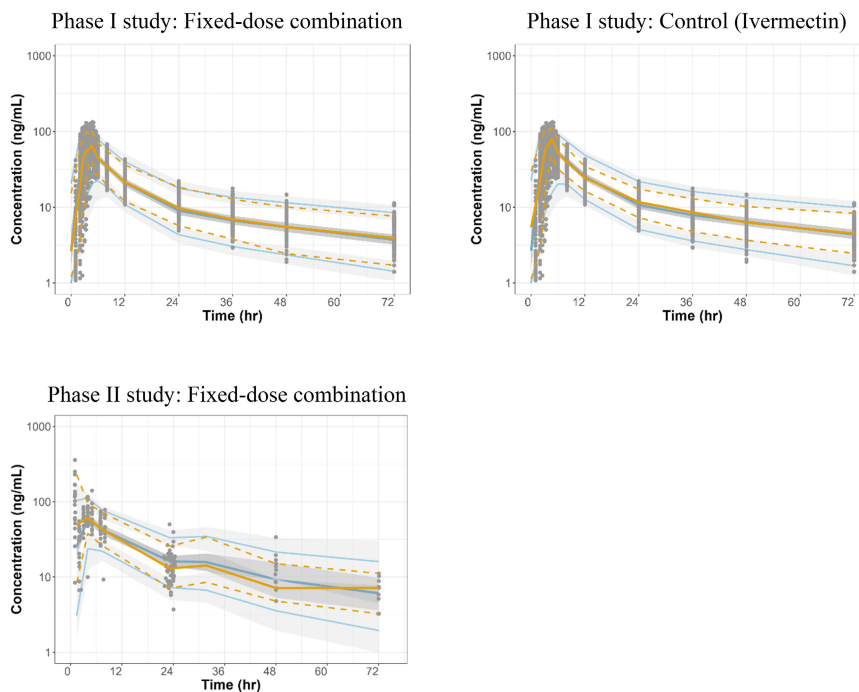 Phase I study: Fixed-dose combination
Concentration (ng/mL)
1000
100
10
1
0 12 24 36 48 60 72
Time (hr)
Phase I study: Control (Ivermectin)
Concentration (ng/mL)
1000
100
10
1
0 12 24 36 48 60 72
Time (hr)
Phase II study: Fixed-dose combination
Concentration (ng/mL)
1000
100
10
1
0 12 24 36 48 60 72
Time (hr)